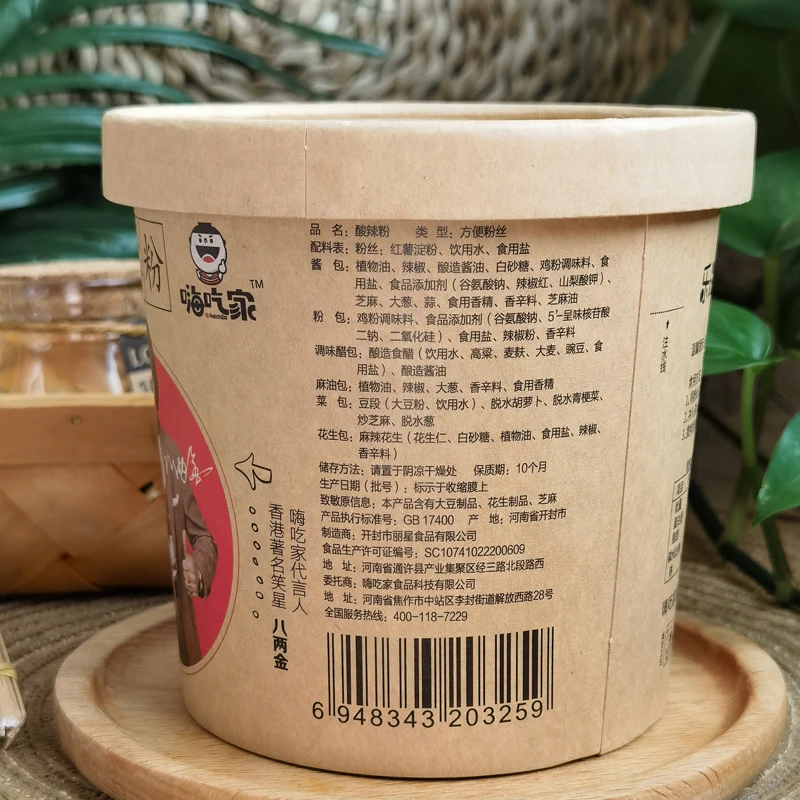 粉
嗨吃家
TM
Haichijia
品 名：酸辣粉 类 型：方便粉丝
配料表：粉丝：红薯淀粉、饮用水、食用盐
酱 包：植物油、辣椒、酿造酱油、白砂糖、鸡粉调味料、食
用盐、食品添加剂（谷氨酸钠、辣椒红、山梨酸钾）、
芝麻、大葱、蒜、食用香精、香辛料、芝麻油
粉 包：鸡粉调味料、食品添加剂（谷氨酸钠、5'-呈味核苷酸
二钠、二氧化硅）、食用盐、辣椒粉、香辛料
调味醋包：酿造食醋（饮用水、高粱、麦麸、大麦、豌豆、食
用盐）、酿造酱油
麻油包：植物油、辣椒、大葱、香辛料、食用香精
菜 包：豆段（大豆粉、饮用水）、脱水胡萝卜、脱水青梗菜、
炒芝麻、脱水葱
花生包：麻辣花生（花生仁、白砂糖、植物油、食用盐、辣椒、
香辛料）
储存方法：请置于阴凉干燥处 保质期：10个月
生产日期（批号）：标示于收缩膜上
致敏原信息：本产品含有大豆制品、花生制品、芝麻
产品执行标准号：GB 17400 产 地：河南省开封市
制造商：开封市丽星食品有限公司
食品生产许可证编号：SC10741022200609
地 址：河南省通许县产业集聚区经三路北段路西
委托商：嗨吃家食品科技有限公司
地 址：河南省焦作市中站区李封街道解放西路28号
全国服务热线：400-118-7229
6 948343 203259
嗨吃家代言人
香港著名笑星 八两金
注水线